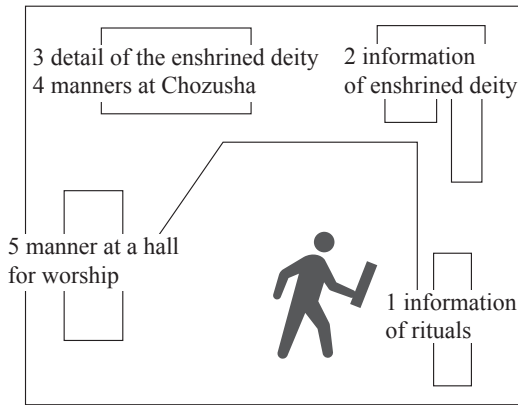 3 detail of the enshrined deity
4 manners at Chozusha
2 information
of enshrined deity
5 manner at a hall
for worship
1 information
of rituals